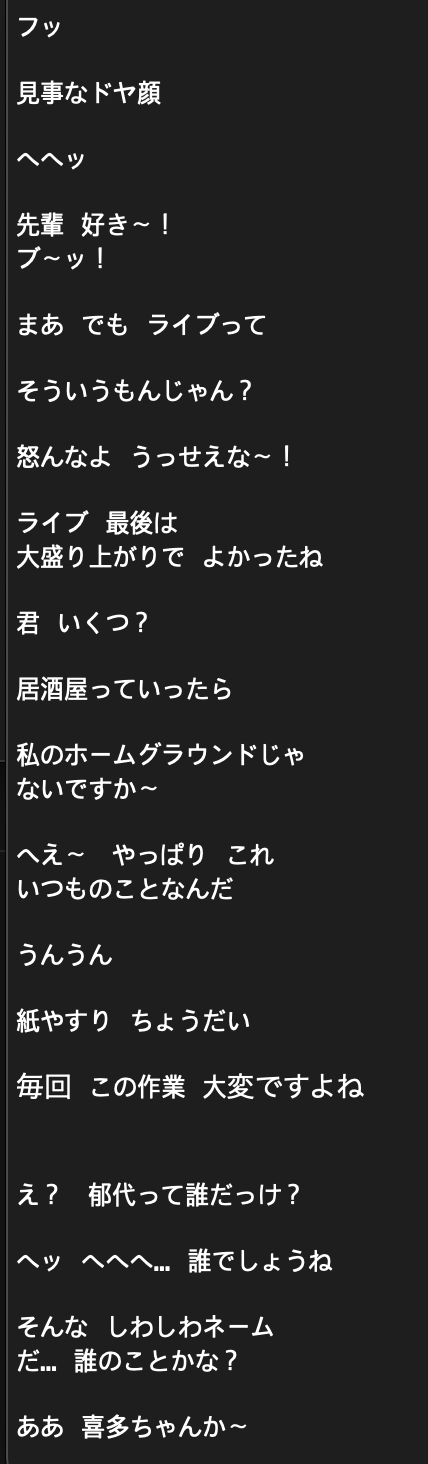 フッ
見事なドヤ顔
へへッ
先輩 好き～！
ブ～ッ！
まあ でも ライブって
そういうもんじゃん？
怒んなよ うっせえな～！
ライブ 最後は
大盛り上がりで よかったね
君 いくつ？
居酒屋っていったら
私のホームグラウンドじゃ
ないですか～
へえ～ やっぱり これ
いつものことなんだ
うんうん
紙やすり ちょうだい
毎回 この作業 大変ですよね
え？ 郁代って誰だっけ？
ヘッ へへへ… 誰でしょうね
そんな しわしわネーム
だ… 誰のことかな？
ああ 喜多ちゃんか～